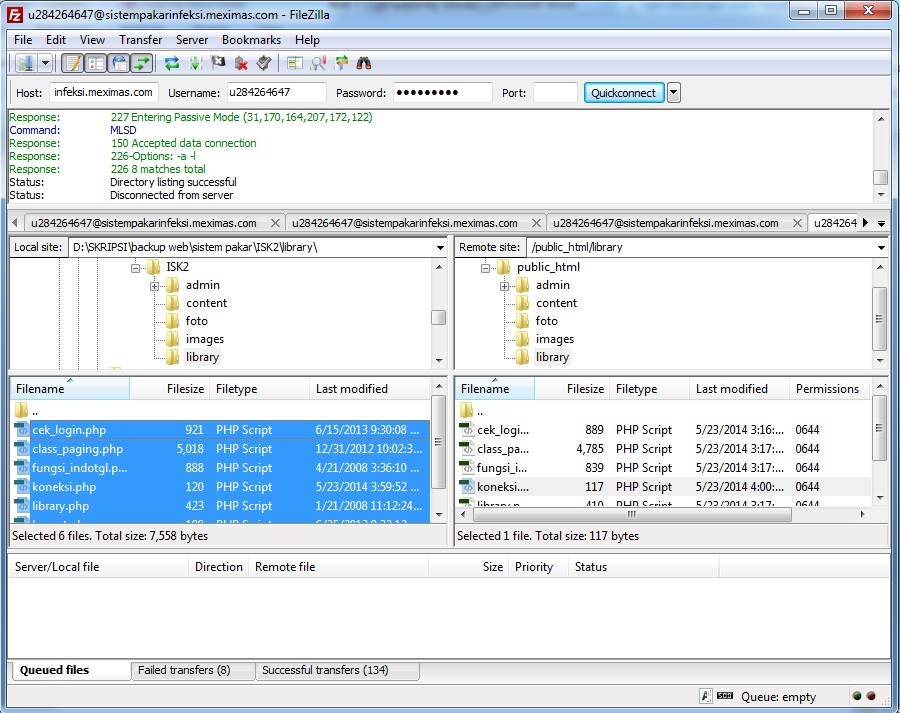 u284264647@sistempakarinfeksi.meximas.com - FileZilla
File Edit View Transfer Server Bookmarks Help
Host: infeksi.meximas.com Username: u284264647 Password: ●●●●●●●●● Port: Quickconnect
Response: 227 Entering Passive Mode (31,170,164,207,172,122)
Command: MLSD
Response: 150 Accepted data connection
Response: 226-Options: -a -l
Response: 226 8 matches total
Status: Directory listing successful
Status: Disconnected from server
u284264647@sistempakarinfeksi.meximas.com u284264647@sistempakarinfeksi.meximas.com u284264647@sistempakarinfeksi.meximas.com u28426
Local site: D:\SKRIPSI\backup web\sistem pakar\ISK2\library\
ISK2
admin
content
foto
images
library
Remote site: /public_html/library
public_html
admin
content
foto
images
library
Filename Filesize Filetype Last modified
..
cek_login.php 921 PHP Script 6/15/2013 9:30:08 ...
class_paging.php 5,018 PHP Script 12/31/2012 10:02:3...
fungsi_indotgl.p... 888 PHP Script 4/21/2008 3:36:10 ...
koneksi.php 120 PHP Script 5/23/2014 3:59:52 ...
library.php 423 PHP Script 1/21/2008 11:12:24...
Selected 6 files. Total size: 7,558 bytes
Filename Filesize Filetype Last modified Permissions
..
cek_logi... 889 PHP Script 5/23/2014 3:16:... 0644
class_pa... 4,785 PHP Script 5/23/2014 3:17:... 0644
fungsi_i... 839 PHP Script 5/23/2014 3:17:... 0644
koneksi.... 117 PHP Script 5/23/2014 4:00:... 0644
library.p... 410 PHP Script 5/23/2014 3:17:... 0644
Selected 1 file. Total size: 117 bytes
Server/Local file Direction Remote file Size Priority Status
Queued files Failed transfers (8) Successful transfers (134)
Queue: empty